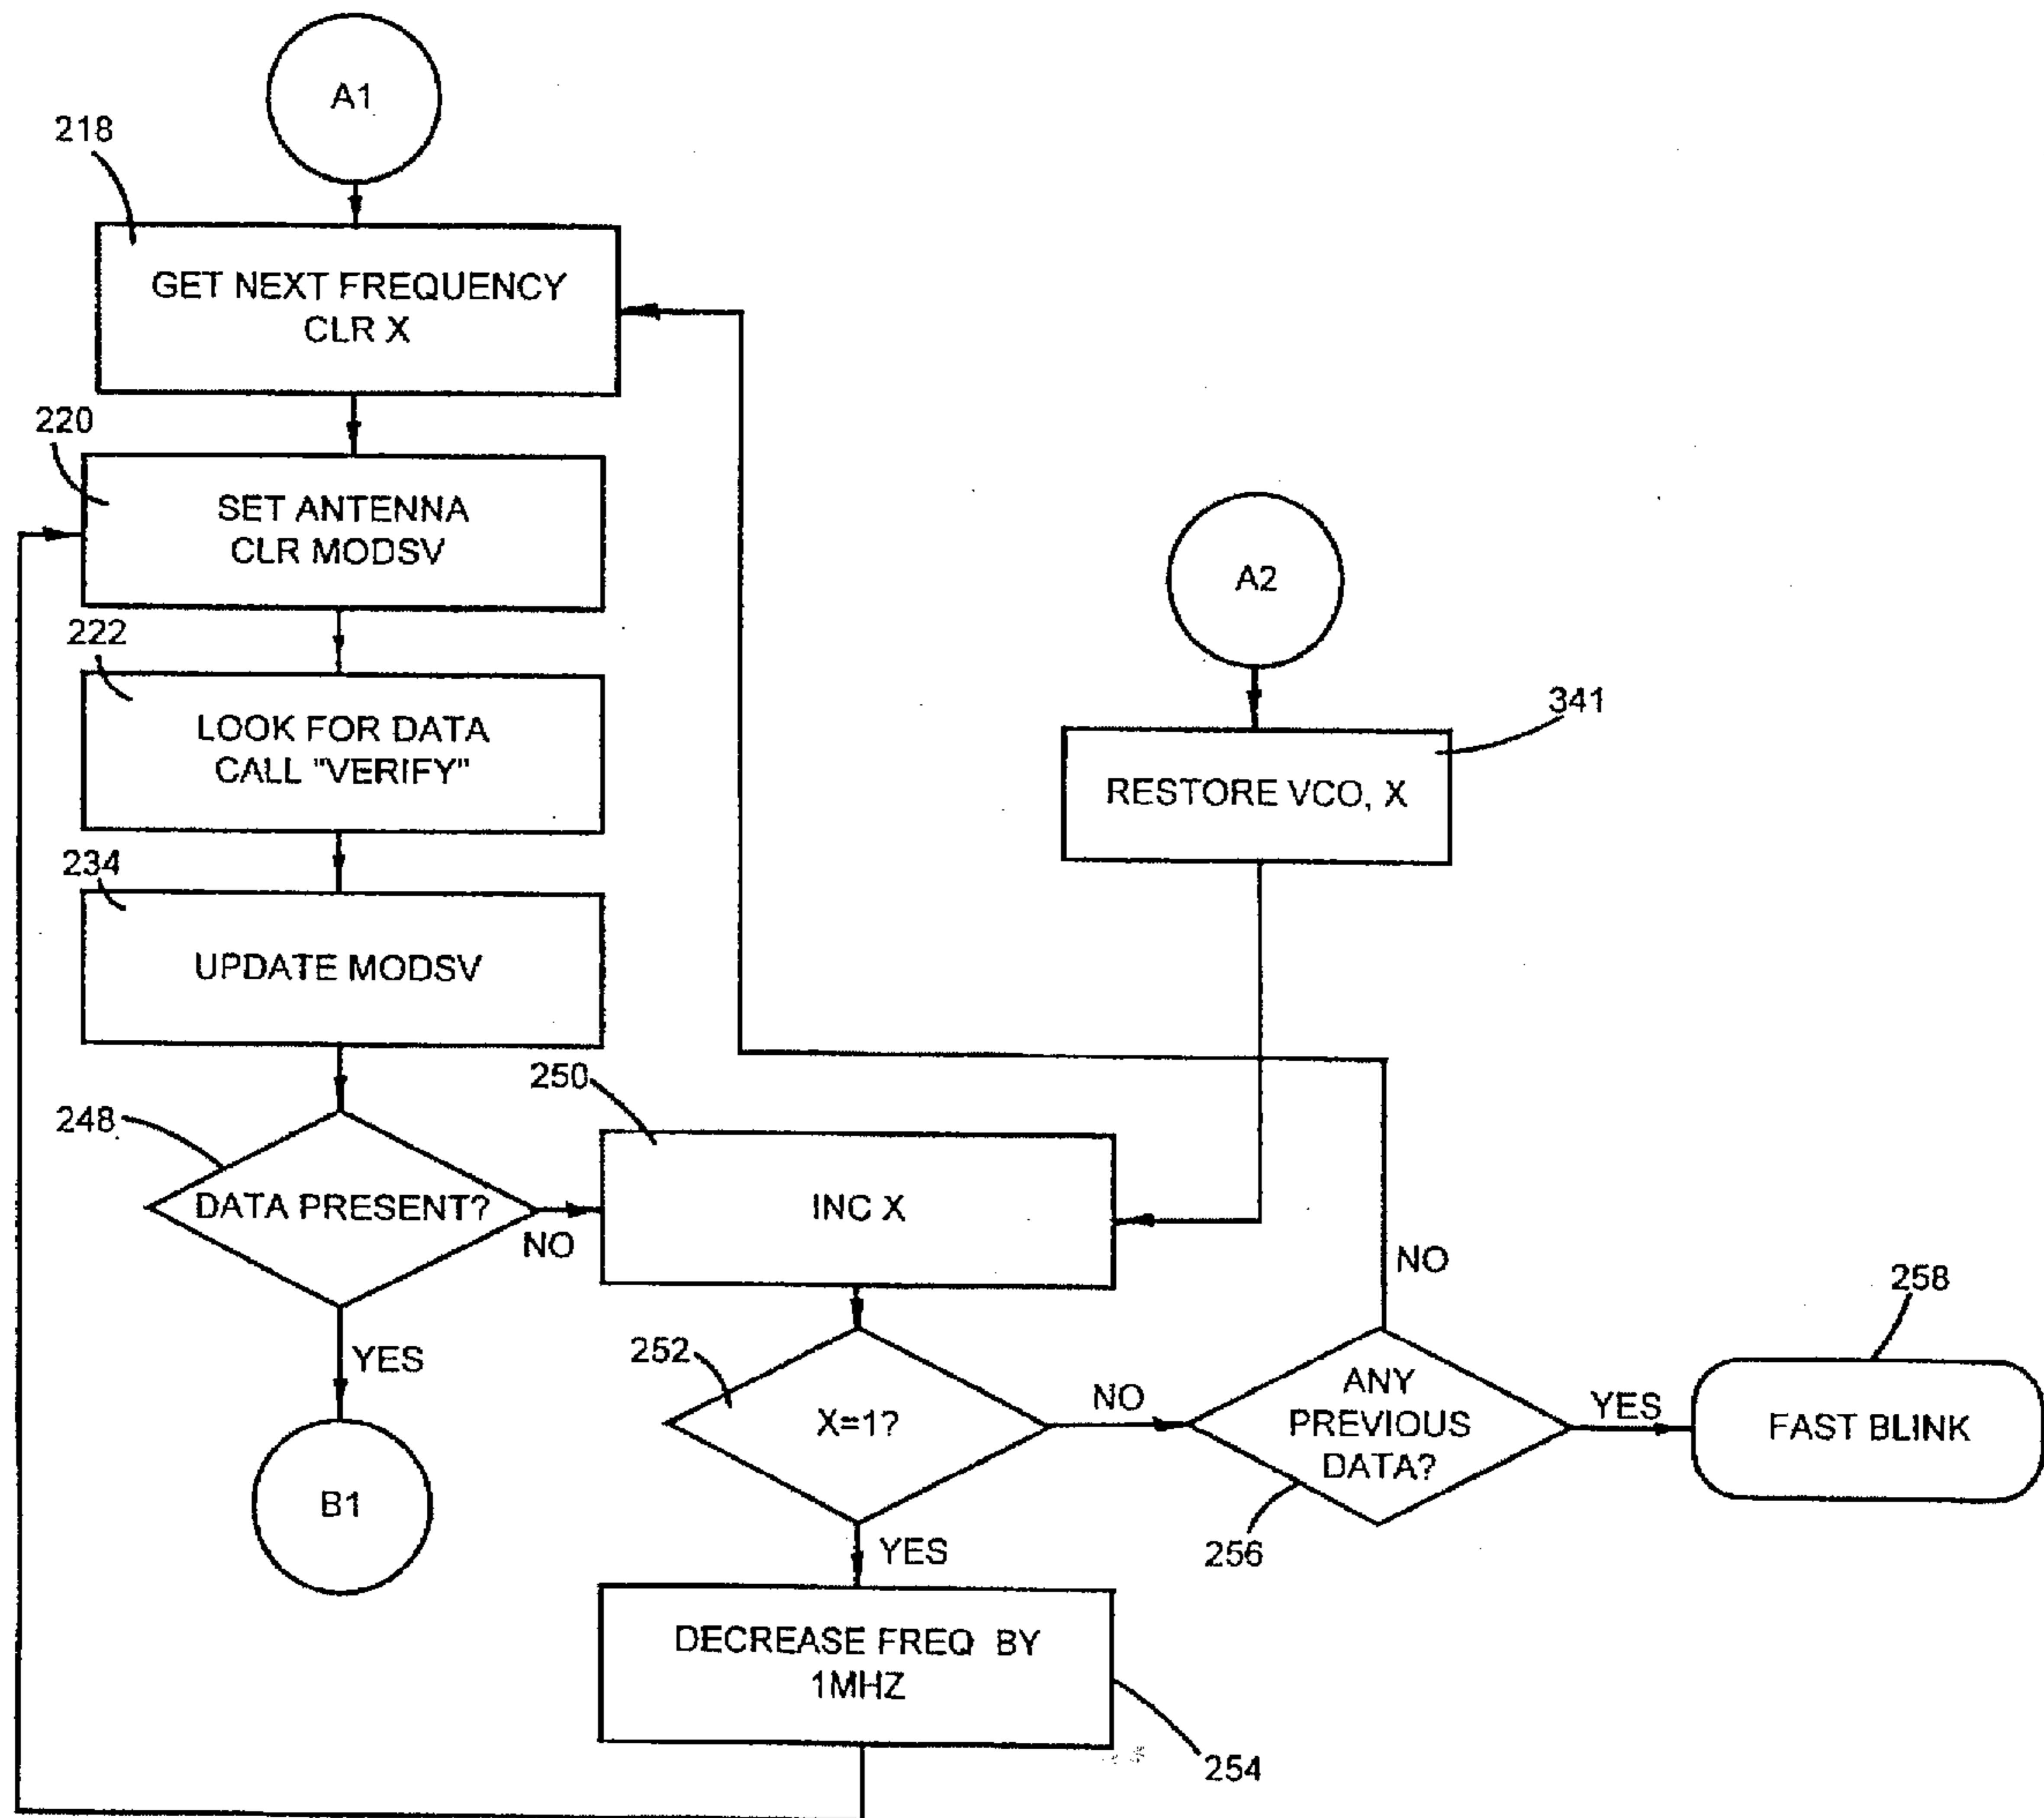 A1
218
GET NEXT FREQUENCY
CLR X
220
SET ANTENNA
CLR MODSV
222
LOOK FOR DATA
CALL "VERIFY"
234
UPDATE MODSV
248
DATA PRESENT?
NO
YES
B1
A2
341
RESTORE VCO, X
250
INC X
252
X=1?
NO
YES
DECREASE FREQ BY
1MHZ
254
ANY
PREVIOUS
DATA?
256
NO
YES
258
FAST BLINK